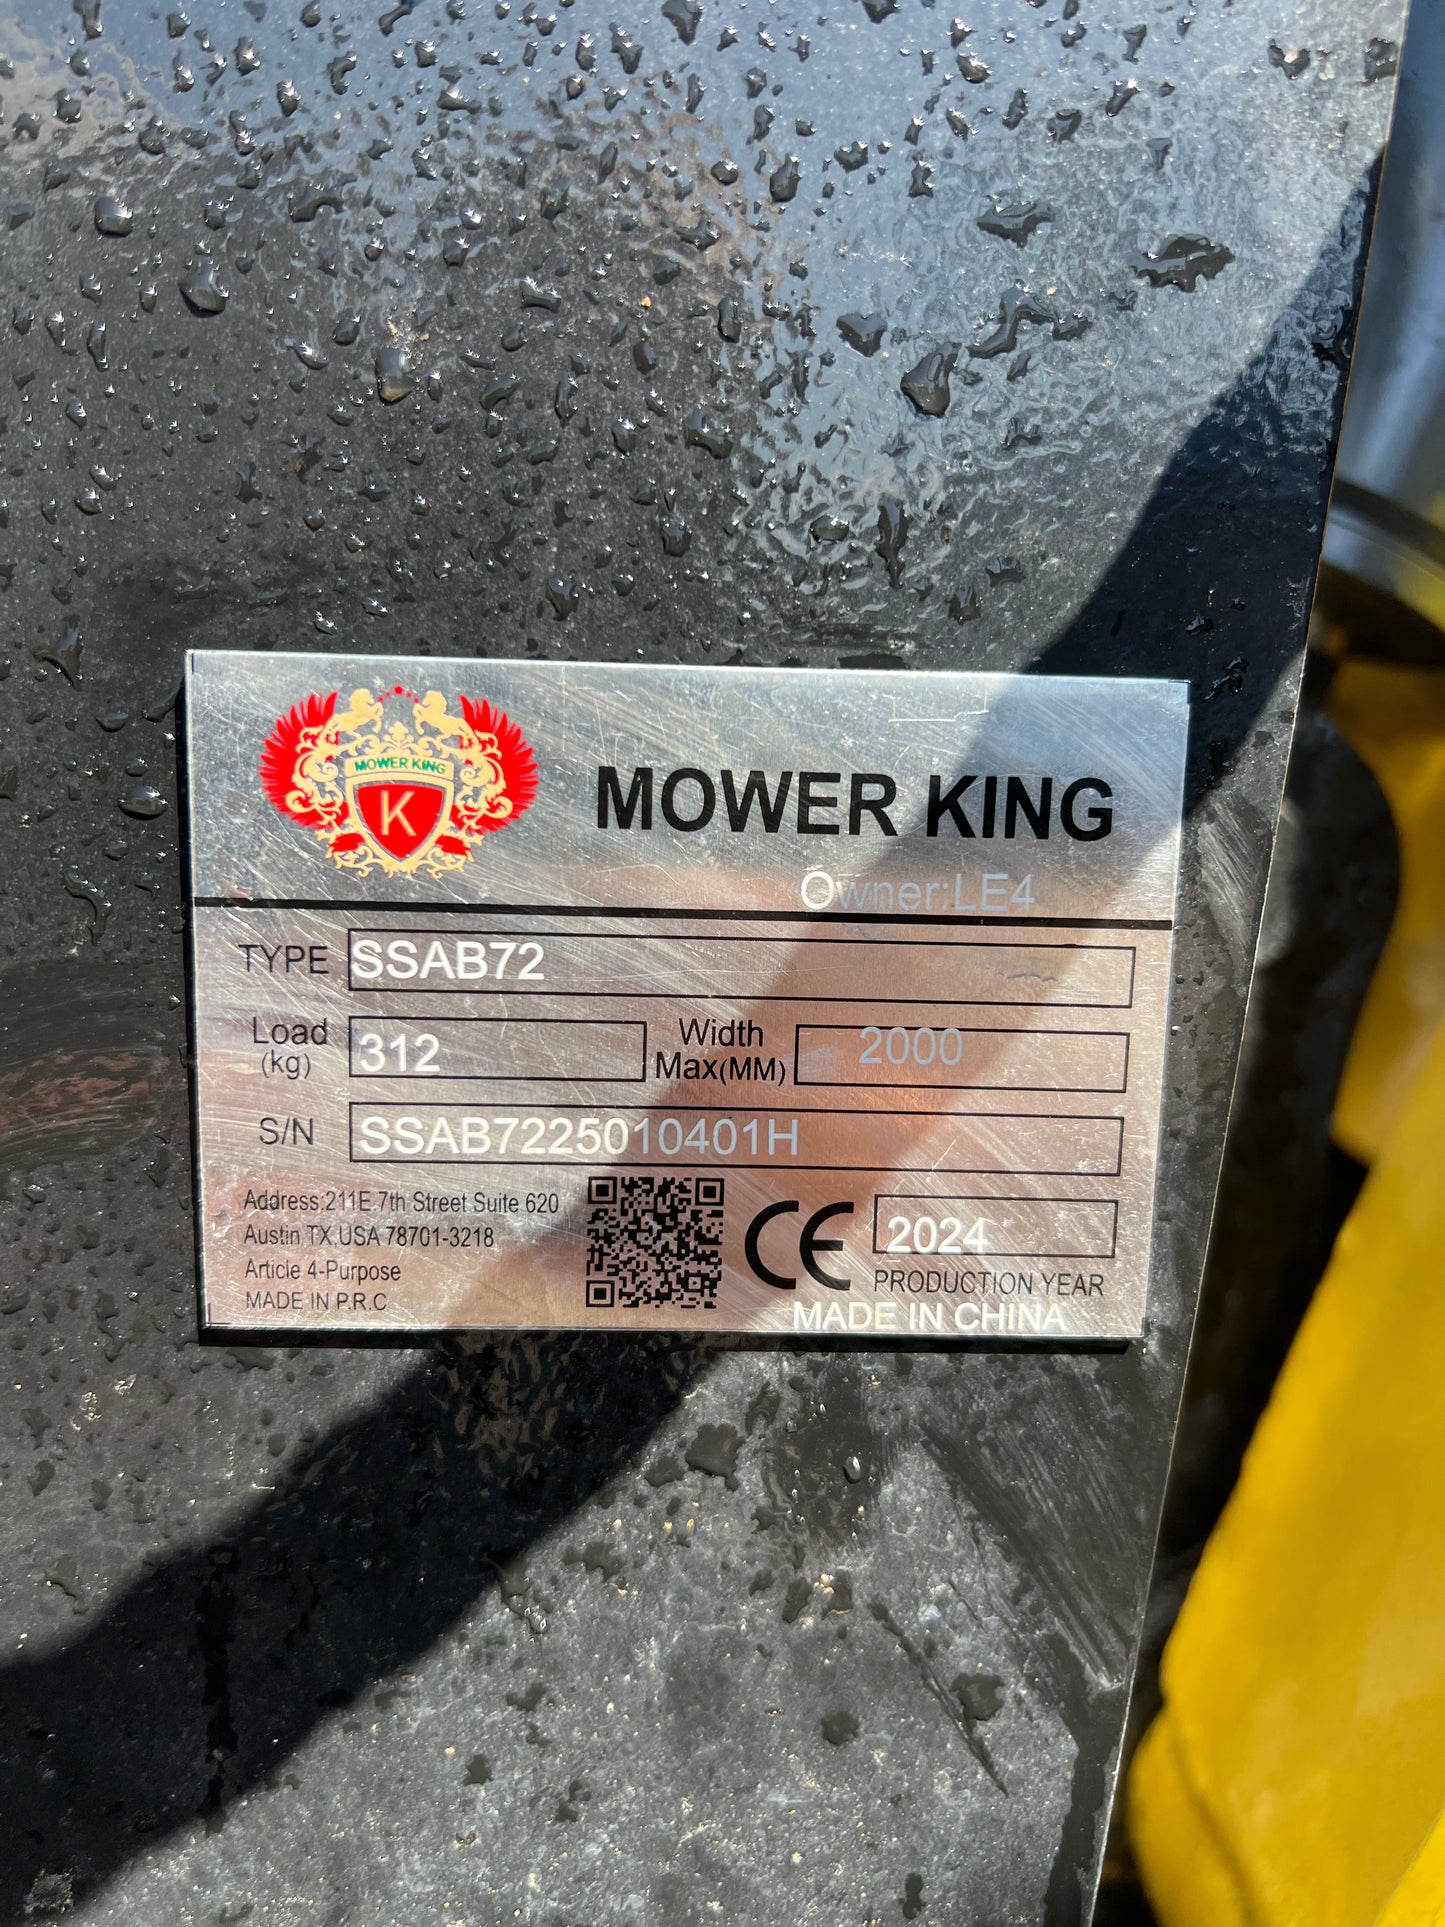 MOWER KING
K
MOWER KING
Owner:LE4
TYPE SSAB72
Load (kg) 312 Width Max(MM) 2000
S/N SSAB7225010401H
Address:211E.7th Street Suite 620
Austin TX,USA 78701-3218
Article 4-Purpose
MADE IN P.R.C
CE
2024
PRODUCTION YEAR
MADE IN CHINA